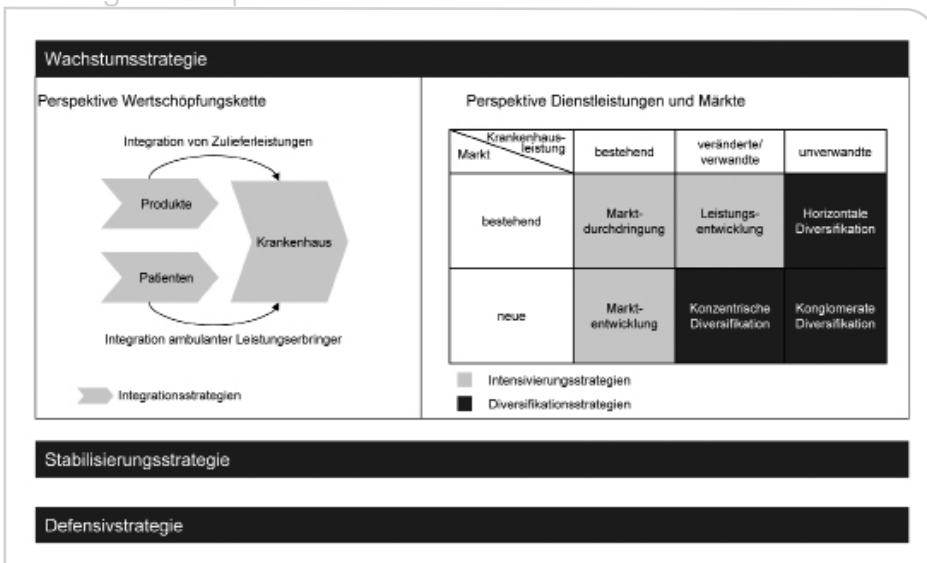 Wachstumsstrategie
Perspektive Wertschöpfungskette
Integration von Zulieferleistungen
Produkte
Krankenhaus
Patienten
Integration ambulanter Leistungserbringer
Integrationsstrategien
Perspektive Dienstleistungen und Märkte
Krankenhaus-
leistung
Markt
bestehend
veränderte/
verwandte
unverwandte
bestehend
Markt-
durchdringung
Leistungs-
entwicklung
Horizontale
Diversifikation
neue
Markt-
entwicklung
Konzentrische
Diversifikation
Konglomerate
Diversifikation
Intensivierungsstrategien
Diversifikationsstrategien
Stabilisierungsstrategie
Defensivstrategie